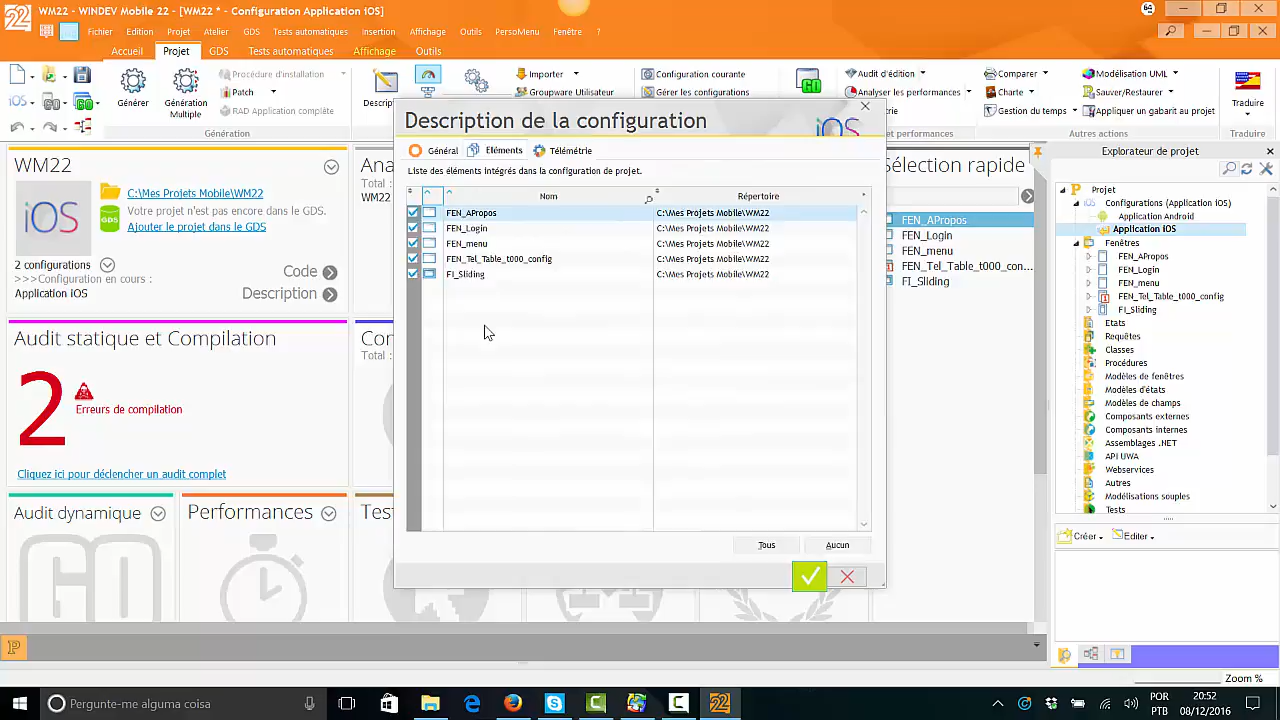 WM22 - WINDEV Mobile 22 - [WM22 * - Configuration Application iOS]
64
Fichier Edition Projet Atelier GDS Tests automatiques Insertion Affichage Outils PersoMenu Fenêtre ?
Accueil Projet GDS Tests automatiques Affichage Outils
Procédure d'installation
Importer
Configuration courante
Audit d'édition
Comparer
Modélisation UML
Patch
Groupware Utilisateur
Gérer les configurations
Charte
Sauver/Restaurer
iOS
Générer
Génération
Multiple
RAD Application complète
Gestion du temps
Appliquer un gabarit au projet
Traduire
Génération
et performances
Autres actions
Traduire
Description de la configuration
iOS
Général Eléments Télémétrie
Liste des éléments intégrés dans la configuration de projet.
Nom Répertoire
FEN_APropos C:\Mes Projets Mobile\WM22
FEN_Login C:\Mes Projets Mobile\WM22
FEN_menu C:\Mes Projets Mobile\WM22
FEN_Tel_Table_t000_config C:\Mes Projets Mobile\WM22
FI_Sliding C:\Mes Projets Mobile\WM22
Tous Aucun
WM22
iOS
C:\Mes Projets Mobile\WM22
Votre projet n'est pas encore dans le GDS.
Ajouter le projet dans le GDS
2 configurations
>>>Configuration en cours :
Application iOS
Code
Description
Ana
Total :
WM22
Audit statique et Compilation
2
Erreurs de compilation
Cliquez ici pour déclencher un audit complet
Total :
Audit dynamique
Performances
Sélection rapide
FEN_APropos
FEN_Login
FEN_menu
FEN_Tel_Table_t000_con...
FI_Sliding
Explorateur de projet
Projet
Configurations (Application iOS)
Application Android
Application iOS
Fenêtres
FEN_APropos
FEN_Login
FEN_menu
FEN_Tel_Table_t000_config
FI_Sliding
Etats
Requêtes
Classes
Procédures
Modèles de fenêtres
Modèles d'états
Modèles de champs
Composants externes
Composants internes
Assemblages .NET
API UWA
Webservices
Autres
Modélisations souples
Tests
Créer Editer
Zoom %
Pergunte-me alguma coisa
POR
PTB
20:52
08/12/2016